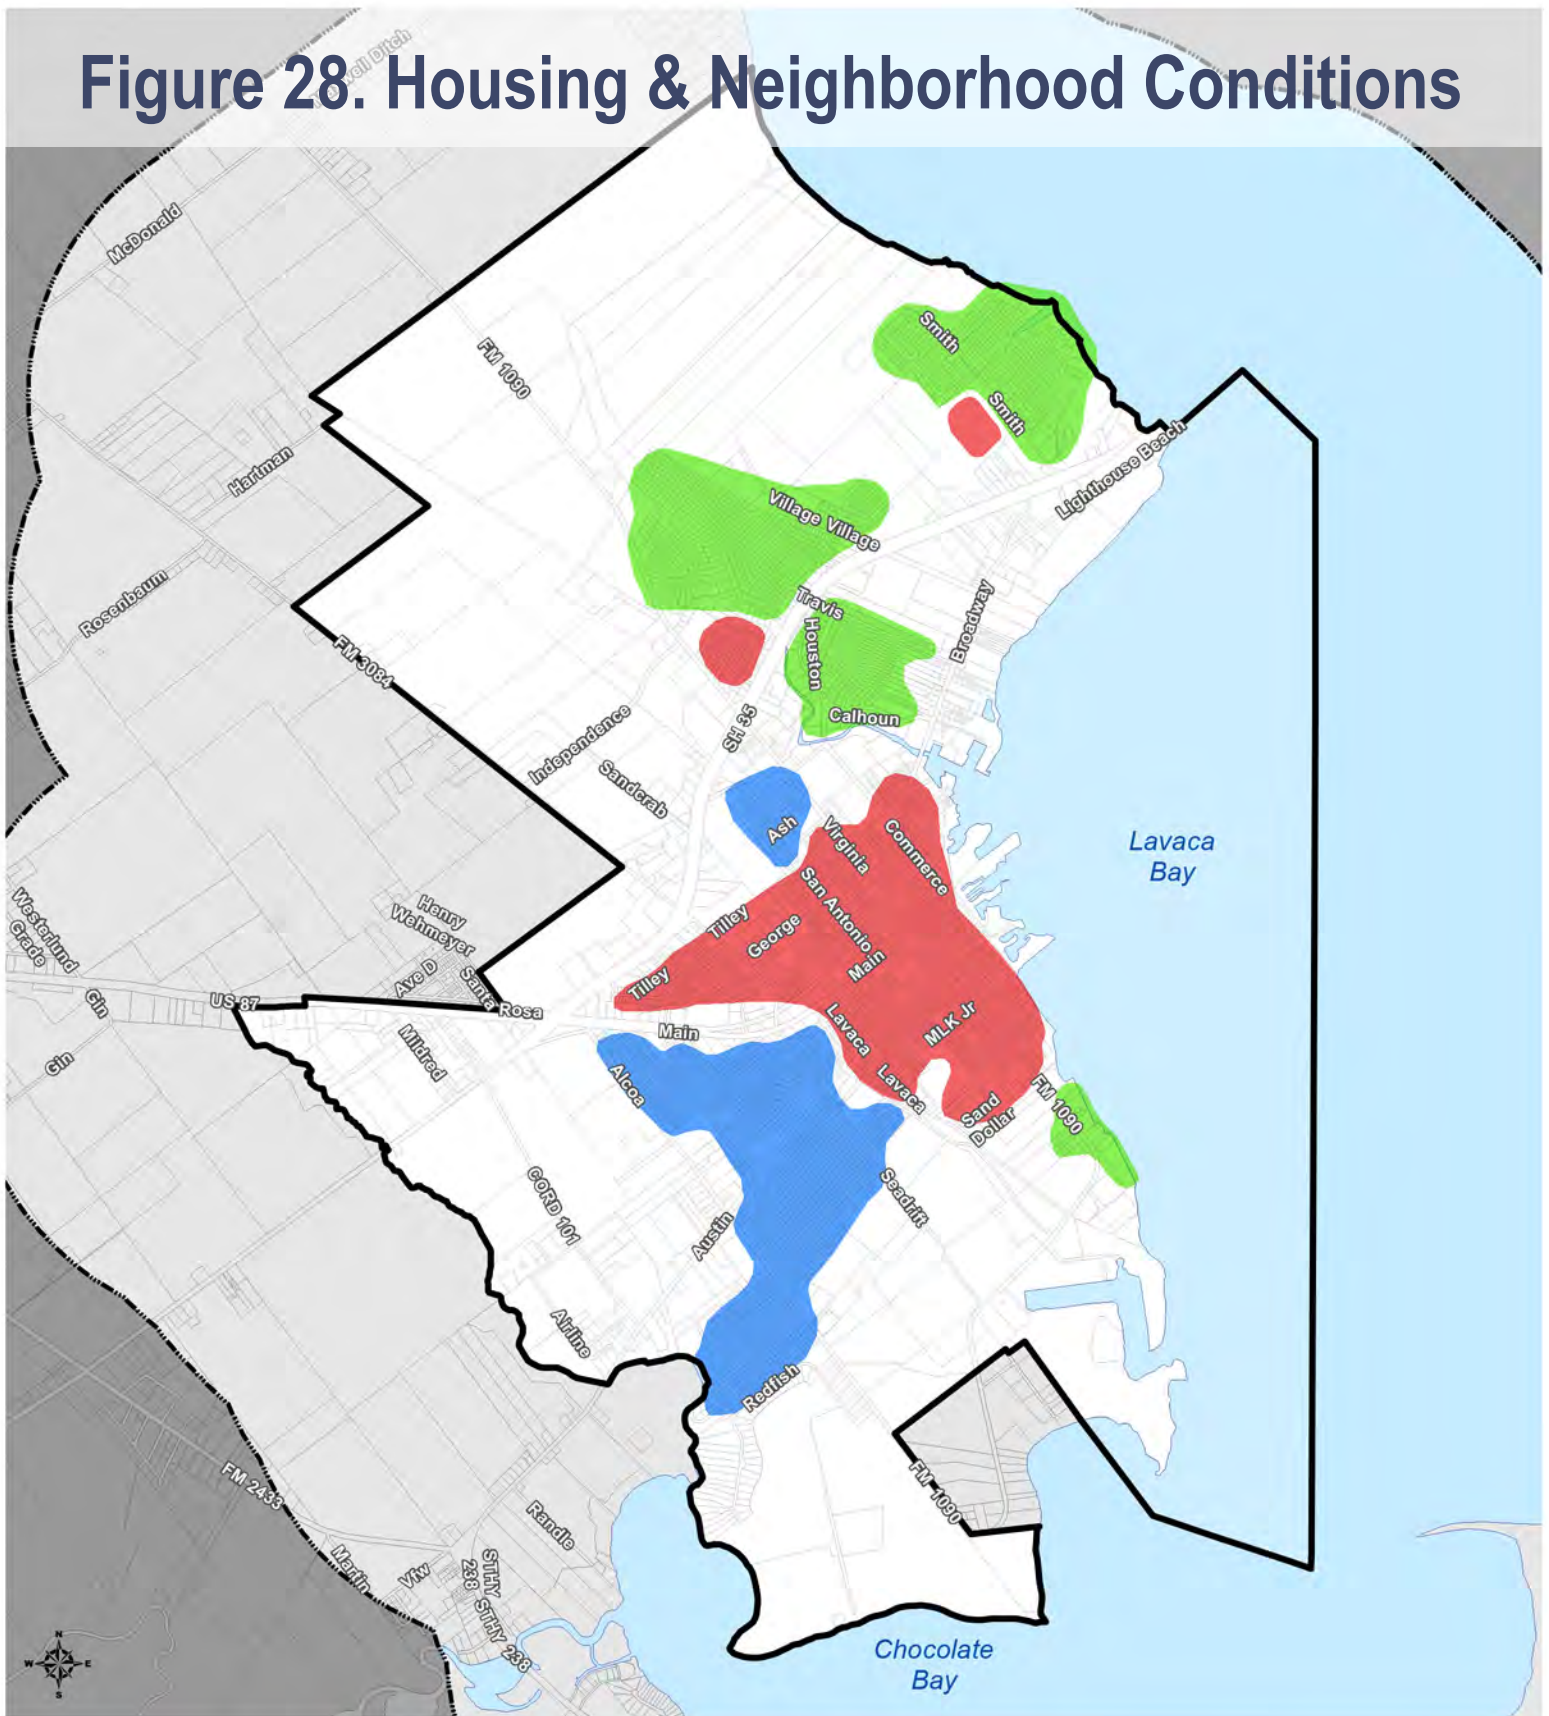 Figure 28. Housing & Neighborhood Conditions
McDonald
FM 1090
Smith
Smith
Lighthouse Beach
Hartman
Village Village
Rosenbaum
Travis
Houston
Broadway
FM 3084
Calhoun
SH 35
Independence
Sandcrab
Ash
Virginia
Commerce
Lavaca
Bay
San Antonio
Main
Tilley
George
Tilley
Henry
Wehmeyer
Ave D
Santa Rosa
Westerlund
Grade
Gin
US 87
Gin
Mildred
Main
Lavaca
MLK Jr
Lavaca
Sand
Dollar
FM 1090
Alcoa
CORD 101
Austin
Seadrift
Airline
Redfish
FM 1090
FM 2433
Randle
Martin
Vfw
STHY
238
STHY 238
Chocolate
Bay
N
W
E
S